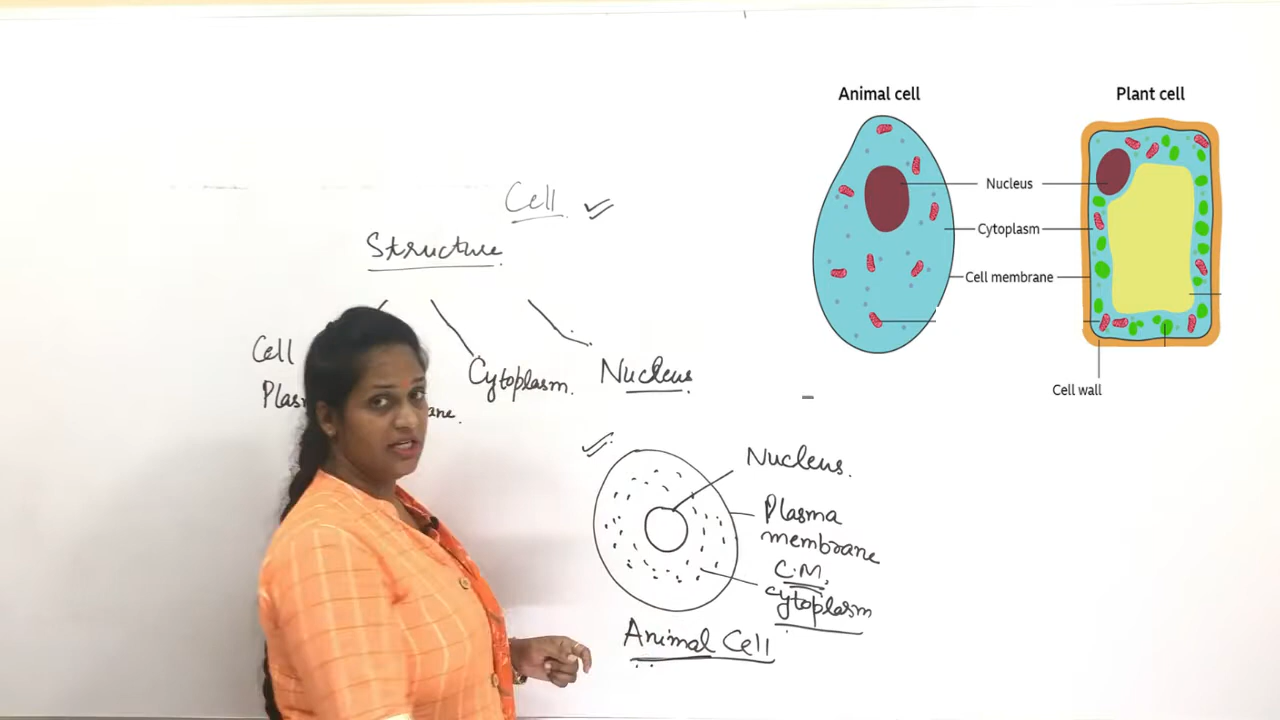 Animal cell
Plant cell
Nucleus
Cytoplasm
Cell membrane
Cell wall
Cell
Structure
Cell
Cytoplasm.
Nucleus
Nucleus.
Plasma
membrane
C.M.
cytoplasm
Animal Cell